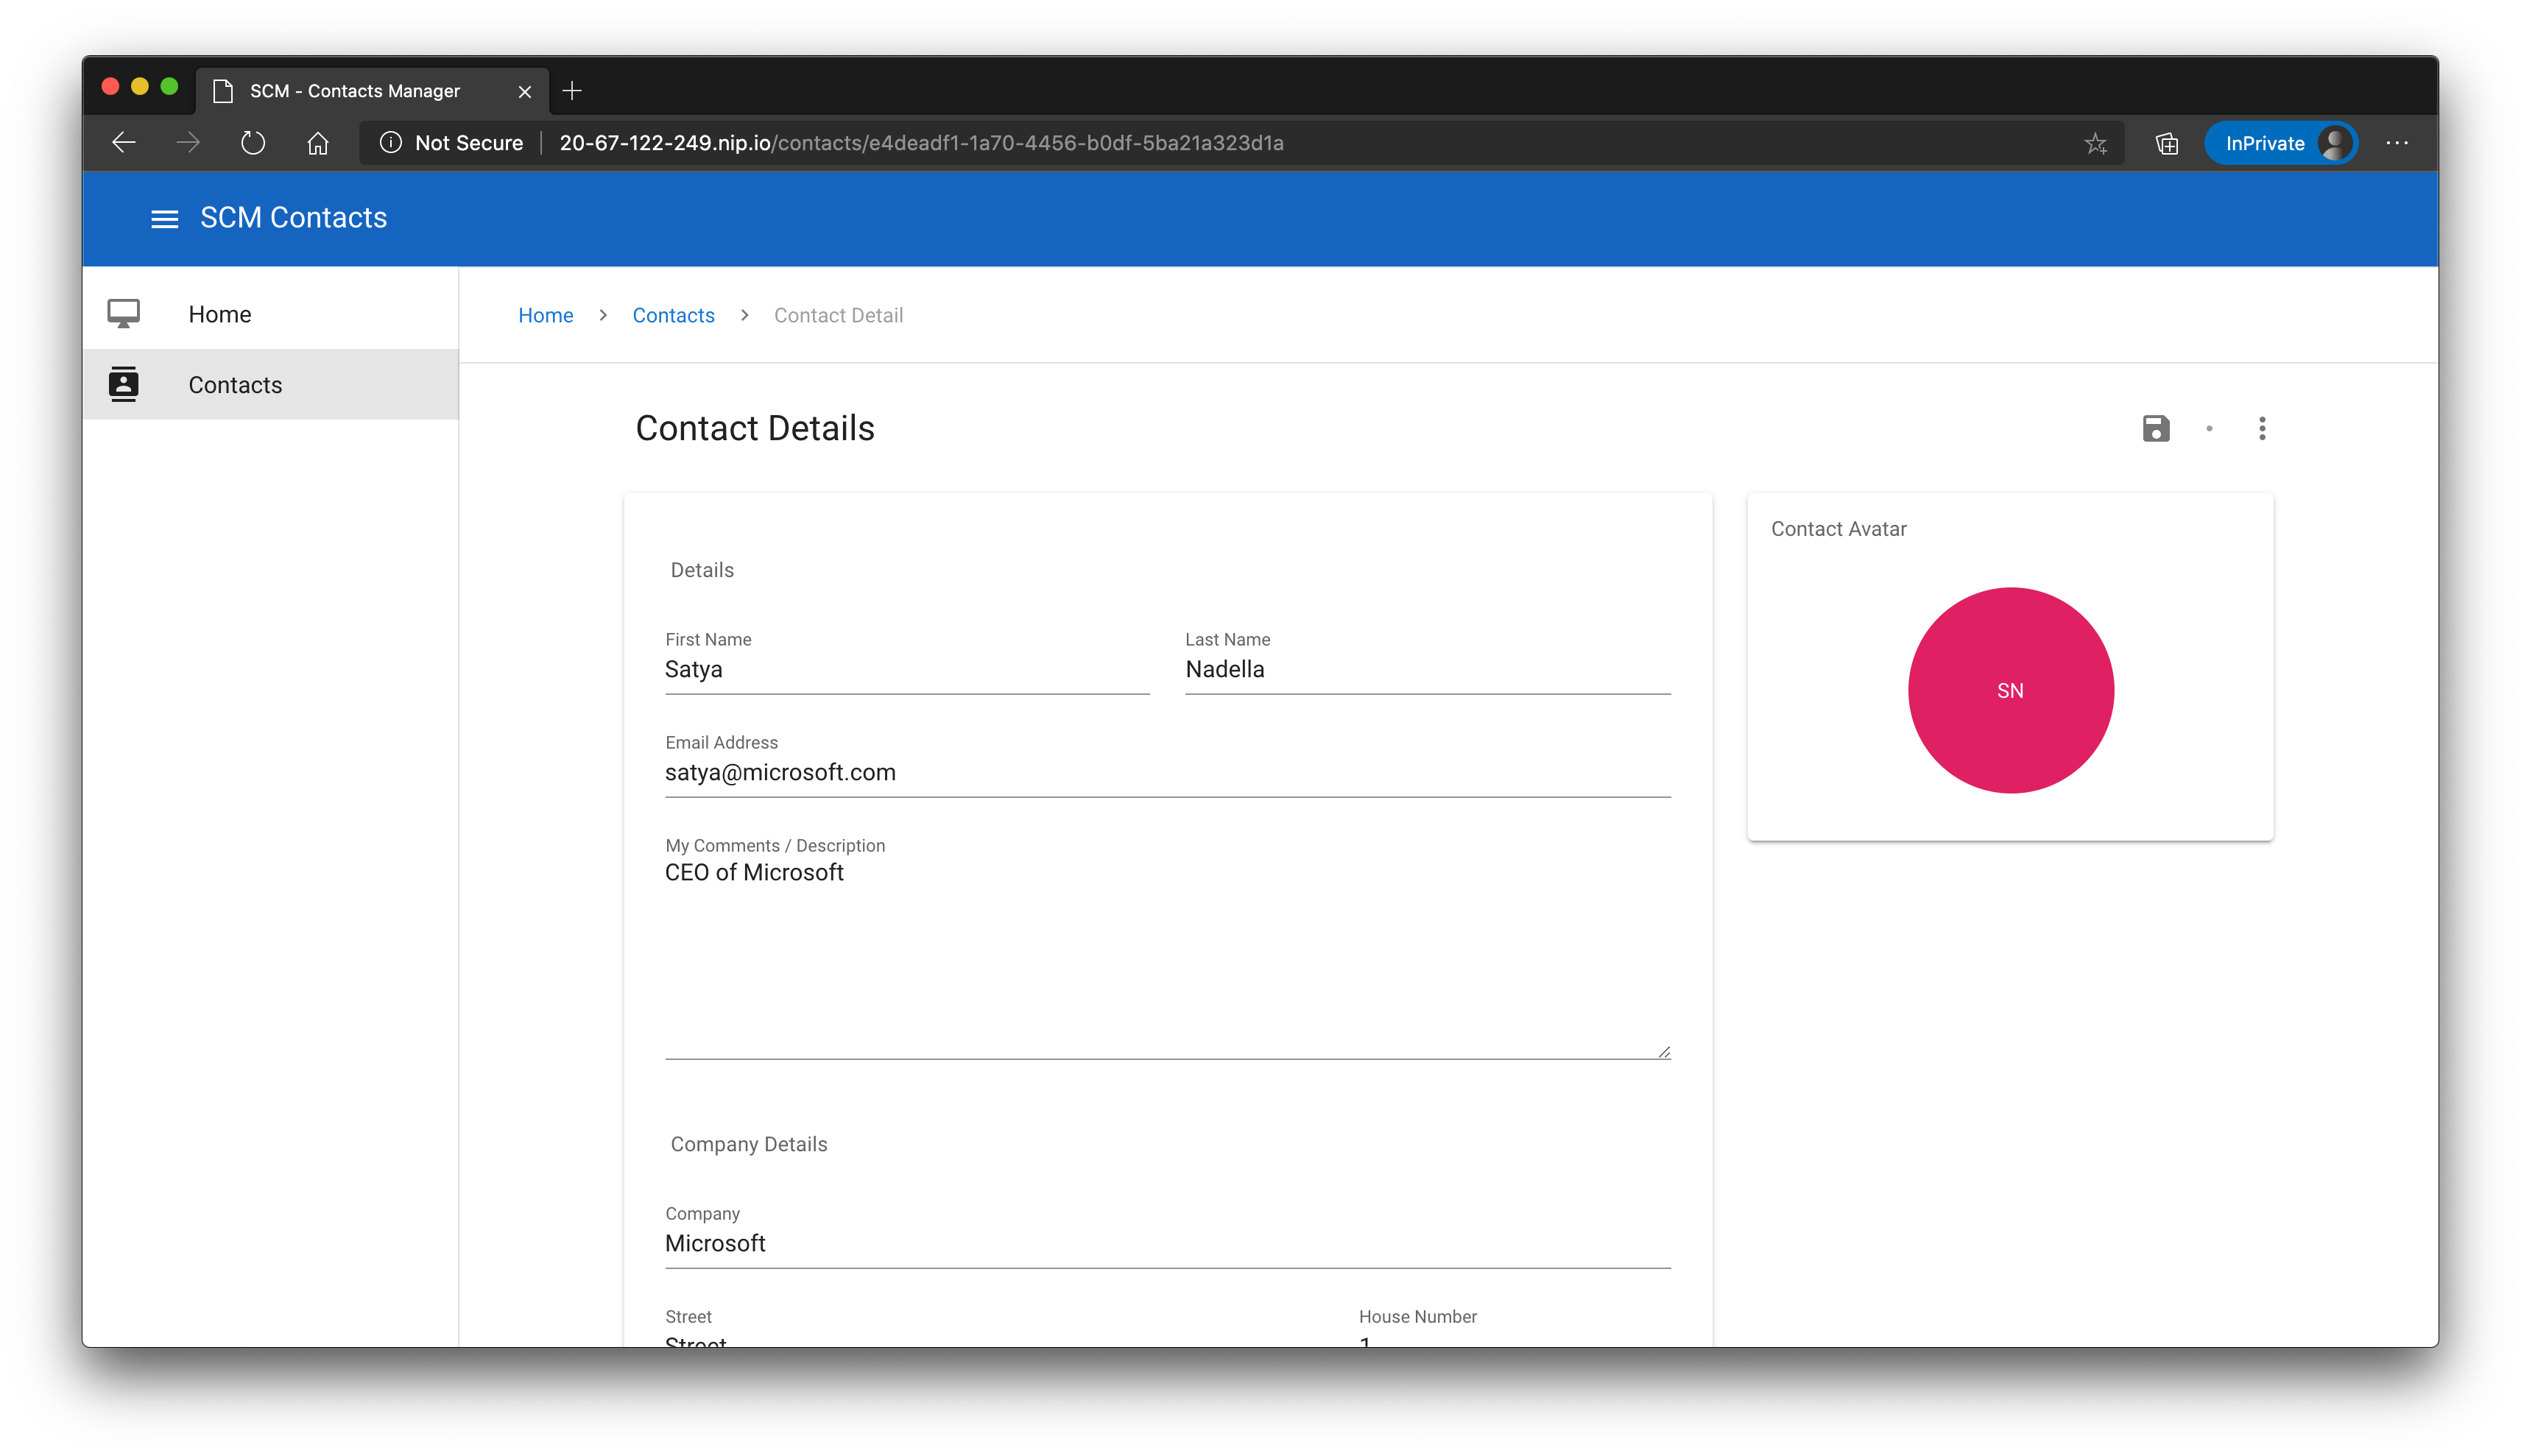 SCM - Contacts Manager
Not Secure 20-67-122-249.nip.io/contacts/e4deadf1-1a70-4456-b0df-5ba21a323d1a InPrivate
SCM Contacts
Home
Contacts
Home > Contacts > Contact Detail
Contact Details
Details
First Name Last Name
Satya Nadella
Email Address
satya@microsoft.com
My Comments / Description
CEO of Microsoft
Company Details
Company
Microsoft
Street House Number
Street 1
Contact Avatar
SN